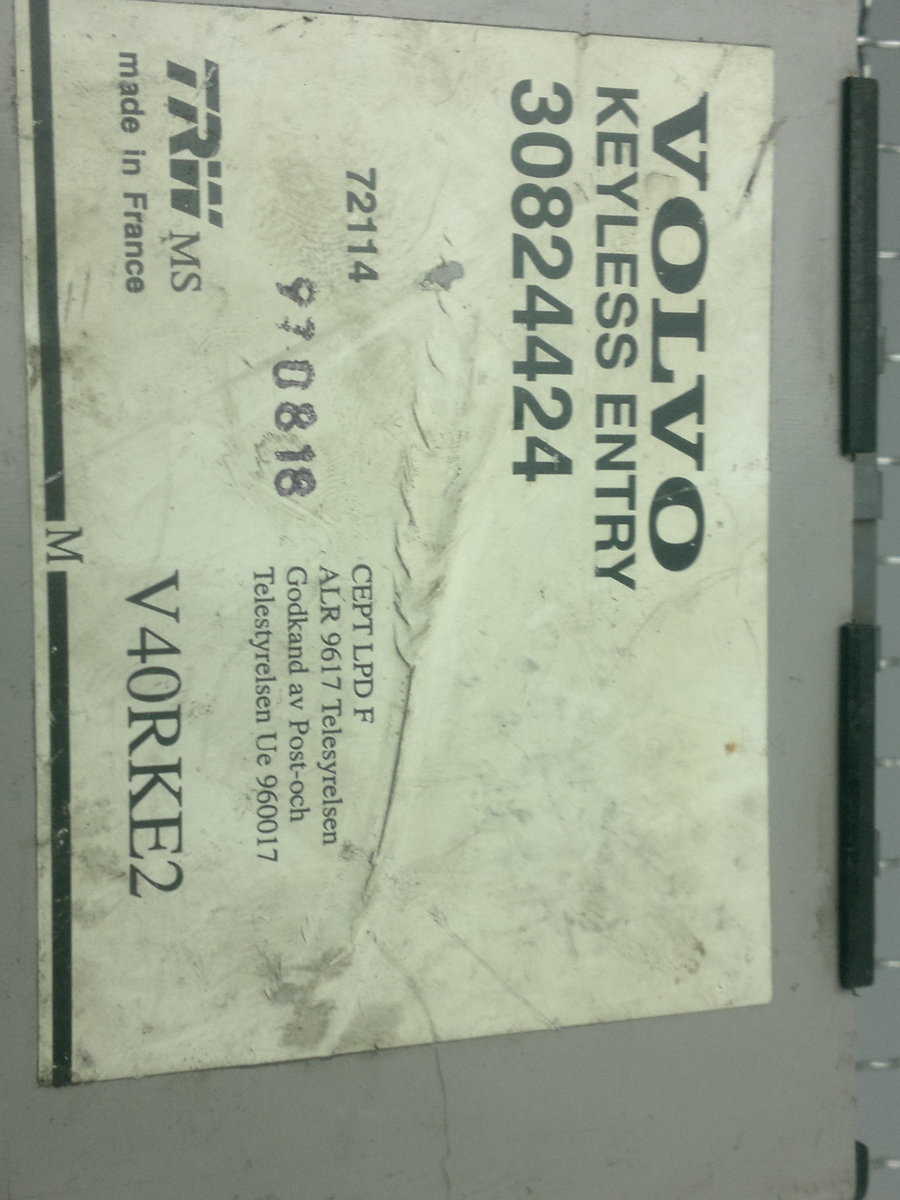 VOLVO
KEYLESS ENTRY
30824424
72114
970818
CEPT LPD F
ALR 9617 Telesyrelsen
Godkand av Post-och
Telestyrelsen Ue 960017
TRW MS
made in France
V40RKE2
M